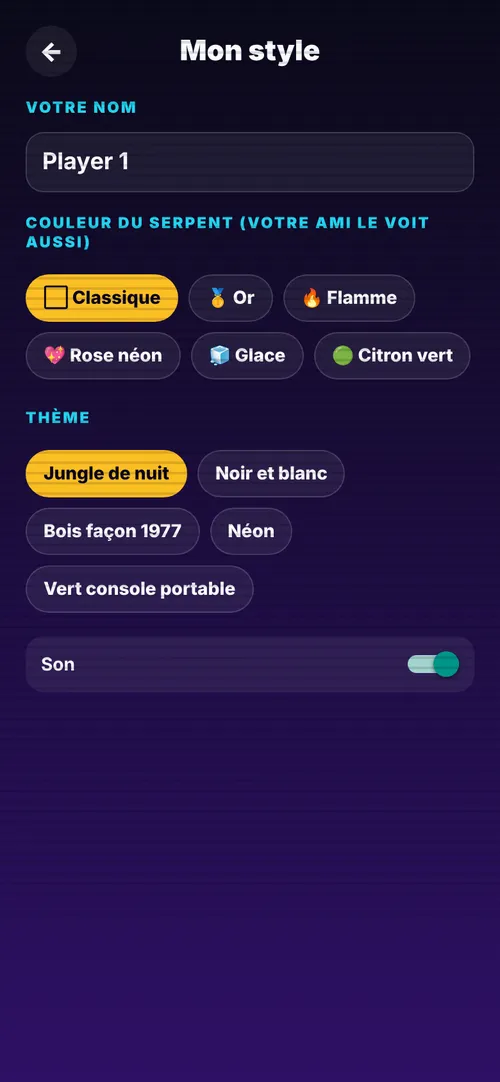 Mon style
VOTRE NOM
Player 1
COULEUR DU SERPENT (VOTRE AMI LE VOIT
AUSSI)
Classique
🥇 Or
🔥 Flamme
💖 Rose néon
🧊 Glace
🟢 Citron vert
THÈME
Jungle de nuit
Noir et blanc
Bois façon 1977
Néon
Vert console portable
Son